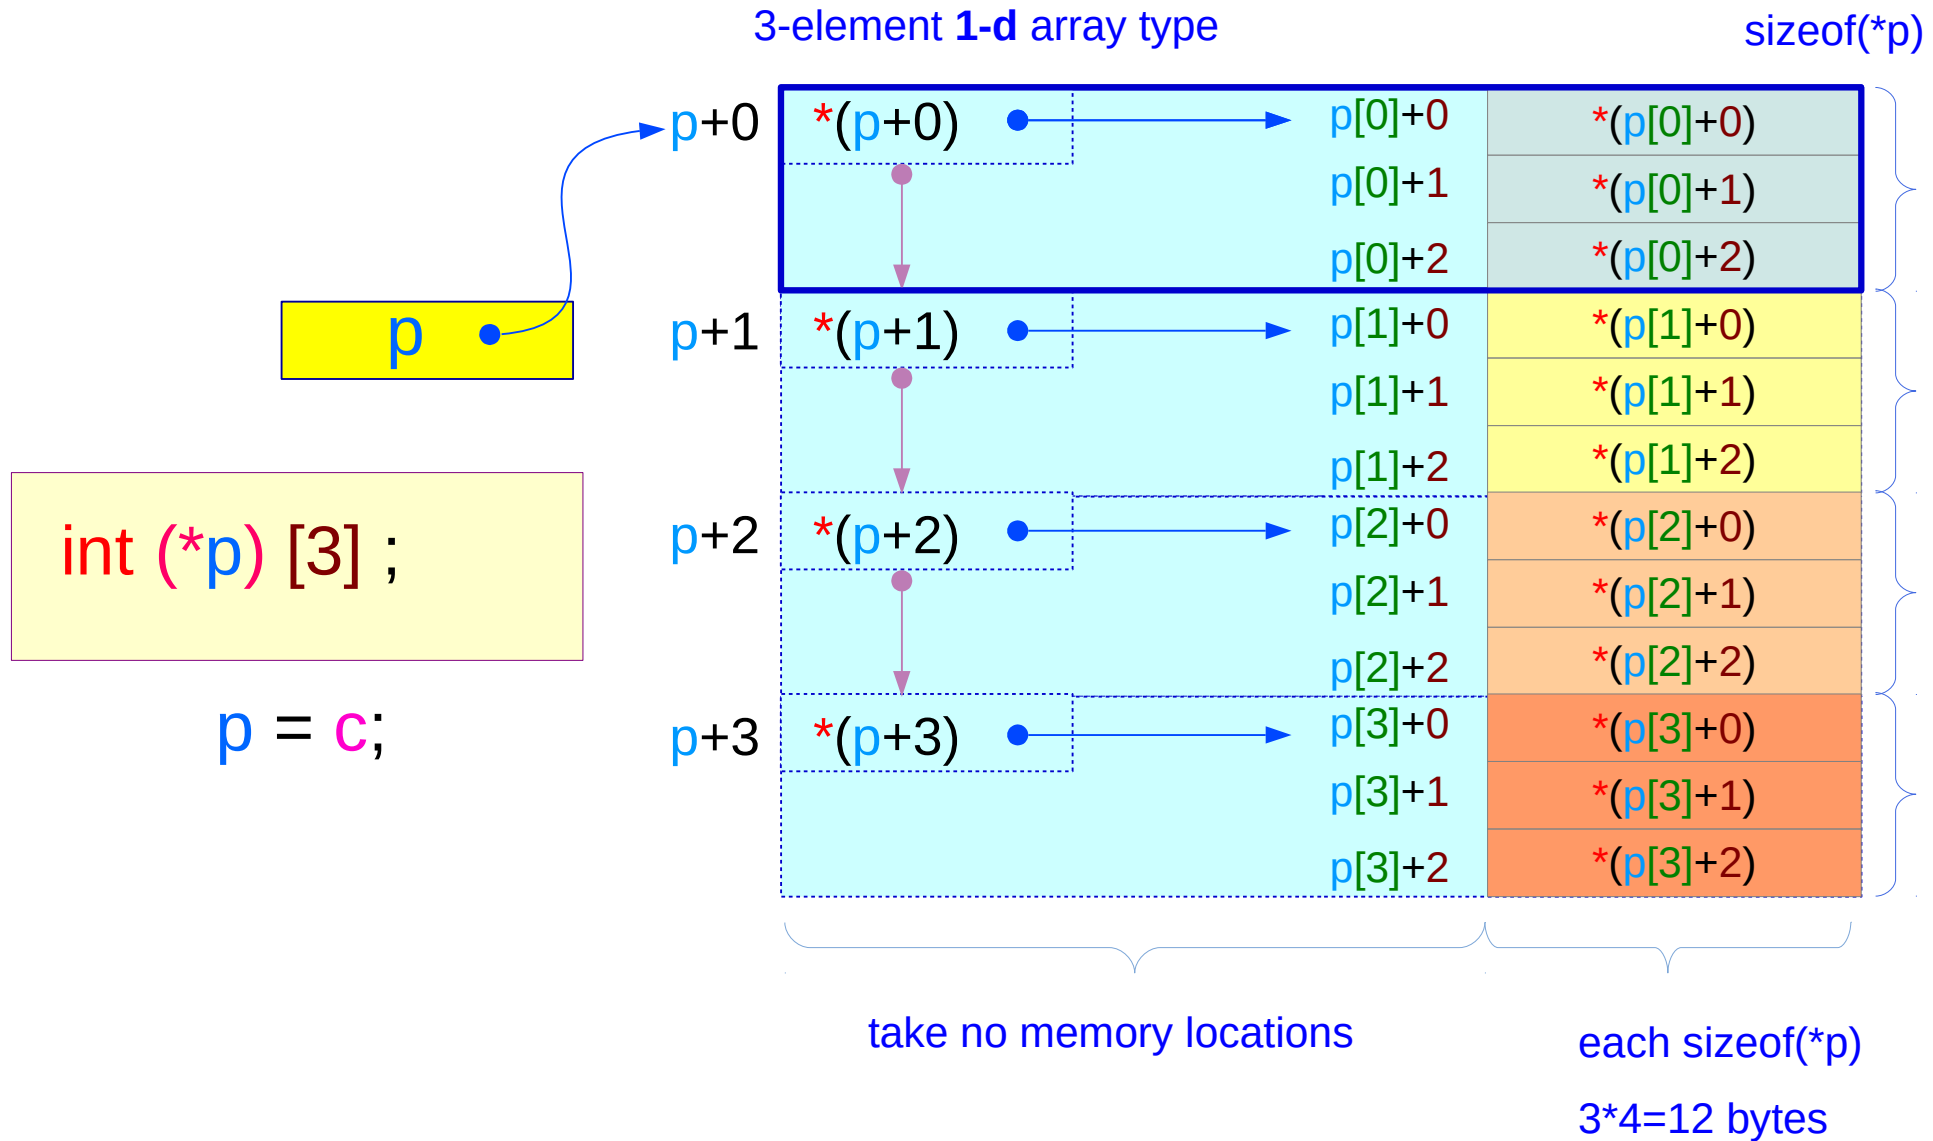 3-element 1-d array type
sizeof(*p)
p+0
*(p+0)
p[0]+0
*(p[0]+0)
p[0]+1
*(p[0]+1)
p[0]+2
*(p[0]+2)
p
p+1
*(p+1)
p[1]+0
*(p[1]+0)
p[1]+1
*(p[1]+1)
p[1]+2
*(p[1]+2)
int (*p) [3] ;
p+2
*(p+2)
p[2]+0
*(p[2]+0)
p[2]+1
*(p[2]+1)
p[2]+2
*(p[2]+2)
p = c;
p+3
*(p+3)
p[3]+0
*(p[3]+0)
p[3]+1
*(p[3]+1)
p[3]+2
*(p[3]+2)
take no memory locations
each sizeof(*p)
3*4=12 bytes